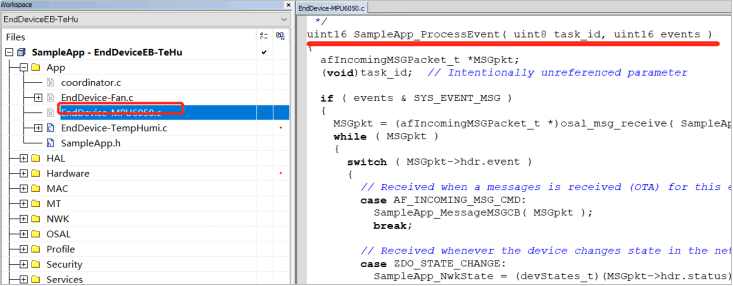 Workspace
EndDeviceEB-TeHu
Files
SampleApp - EndDeviceEB-TeHu
App
coordinator.c
EndDevice-Fan.c
EndDevice-MPU6050.c
EndDevice-TempHumi.c
SampleApp.h
HAL
Hardware
MAC
MT
NWK
OSAL
Profile
Security
Services
EndDevice-MPU6050.c
*/
uint16 SampleApp_ProcessEvent( uint8 task_id, uint16 events )
{
afIncomingMSGPacket_t *MSGpkt;
(void)task_id;  // Intentionally unreferenced parameter
if ( events & SYS_EVENT_MSG )
{
MSGpkt = (afIncomingMSGPacket_t *)osal_msg_receive( SampleAp
while ( MSGpkt )
{
switch ( MSGpkt->hdr.event )
{
// Received when a messages is received (OTA) for this e
case AF_INCOMING_MSG_CMD:
SampleApp_MessageMSGCB( MSGpkt );
break;
// Received whenever the device changes state in the net
case ZDO_STATE_CHANGE:
SampleApp_NwkState = (devStates_t)(MSGpkt->hdr.status)